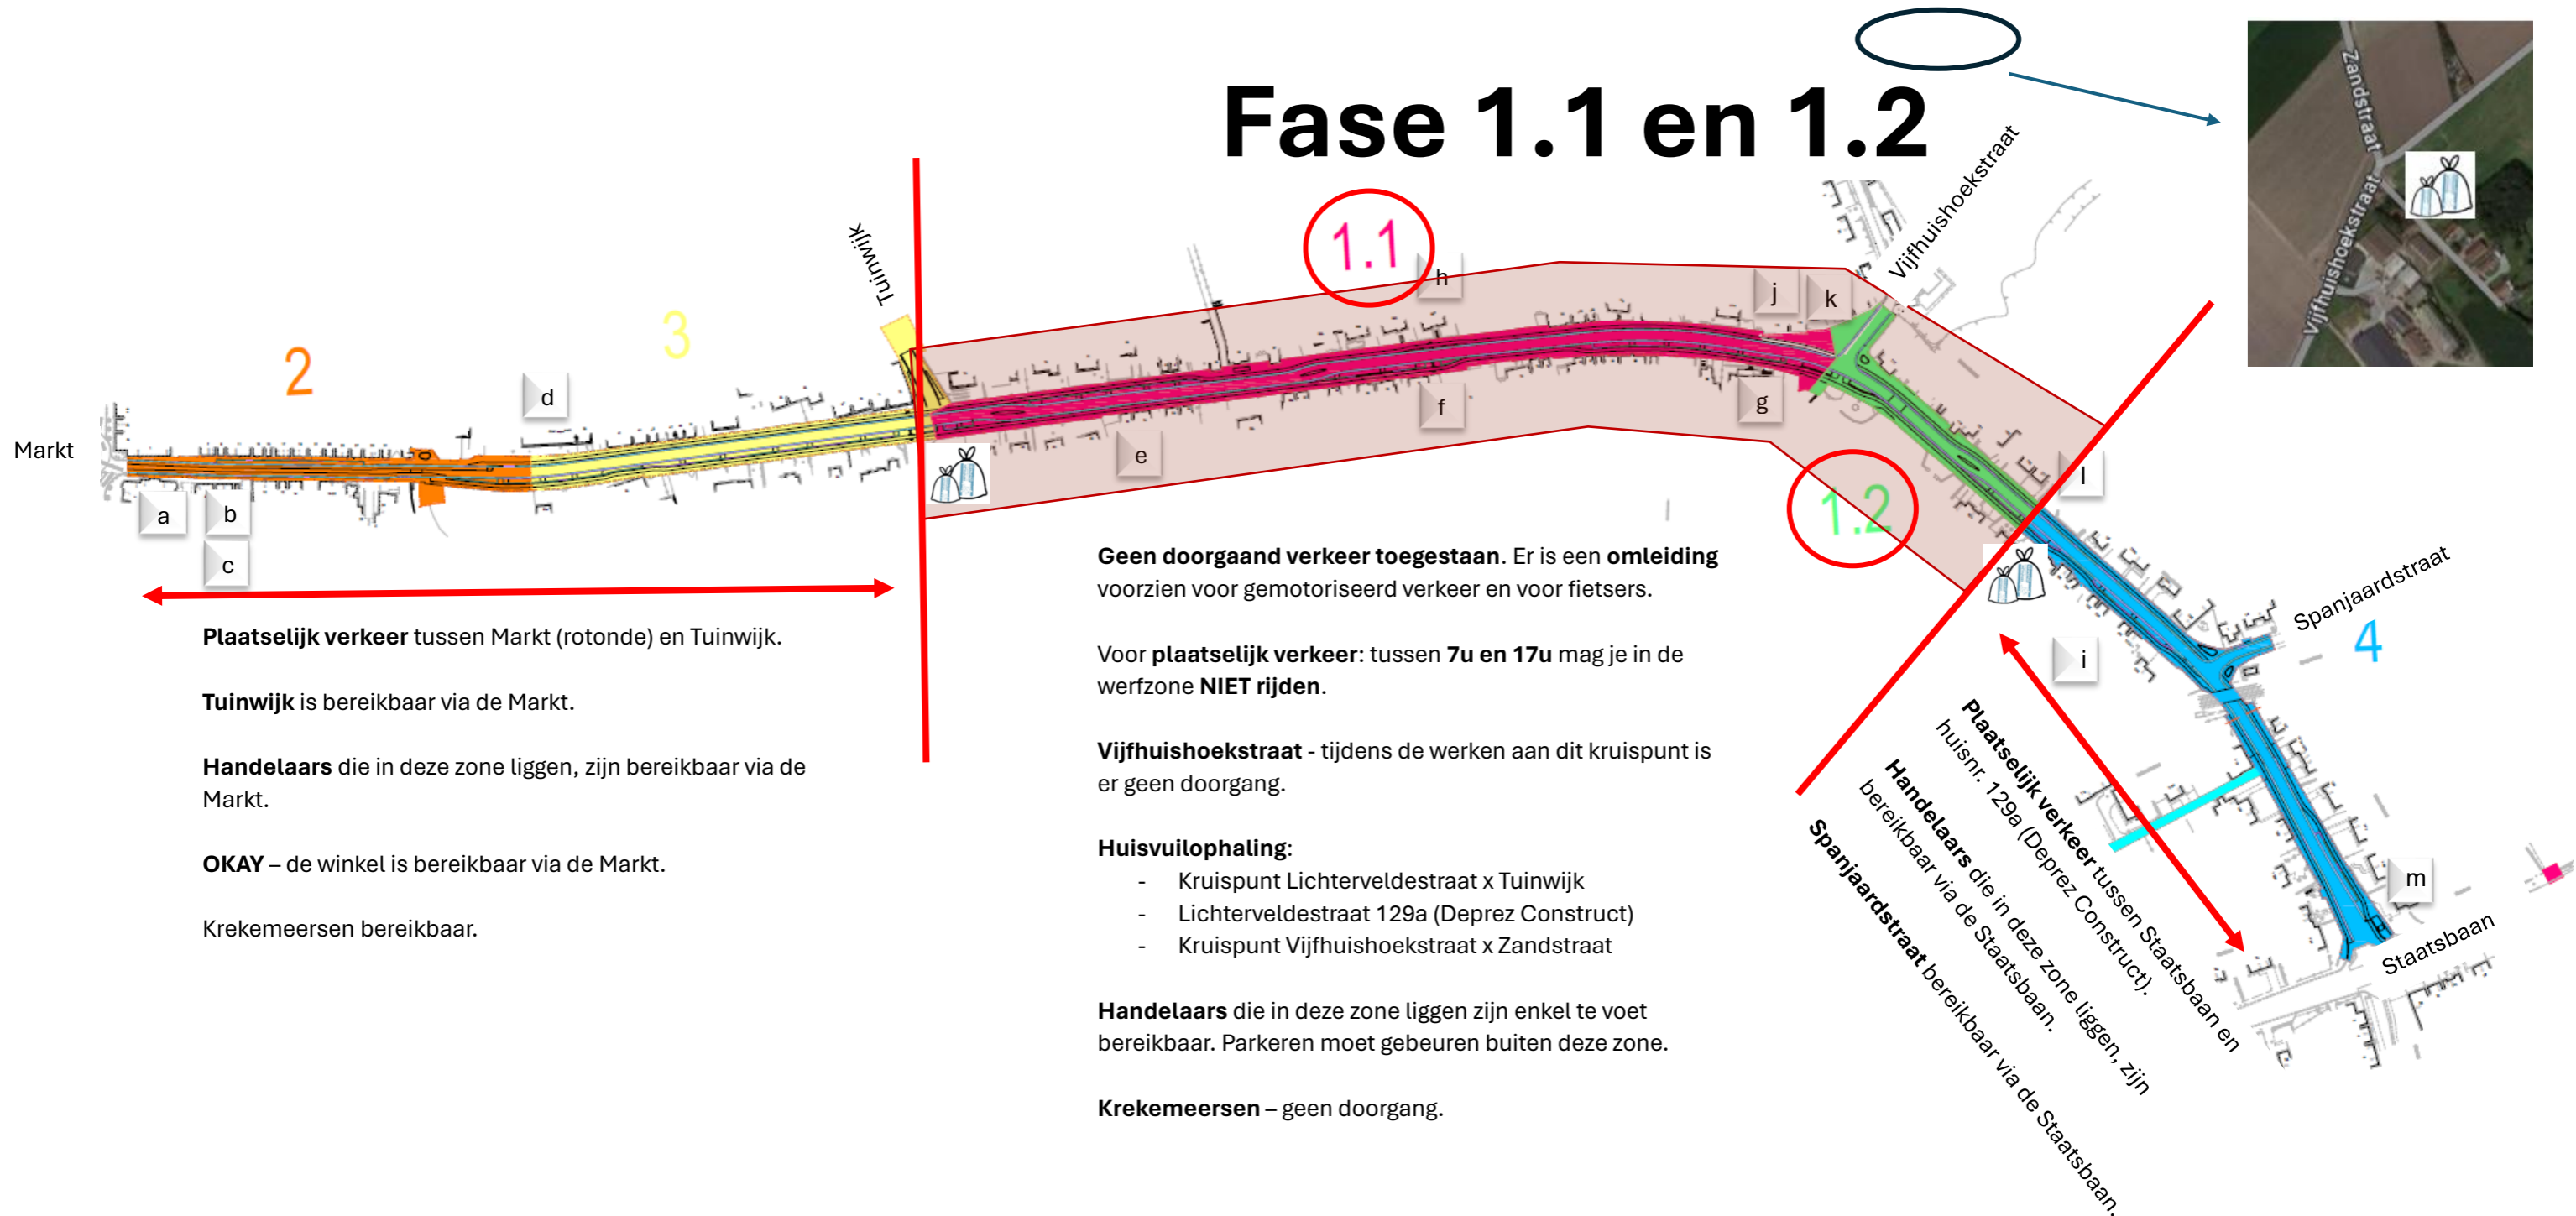 Fase 1.1 en 1.2
Zandstraat
Vijfhuishoekstraat
Vijfhuishoekstraat
Tuinwijk
1.1
h
j
k
2
3
d
Markt
a
b
c
e
f
g
1.2
l
i
Spanjaardstraat
4
m
Staatsbaan
Plaatselijk verkeer tussen Markt (rotonde) en Tuinwijk.
Tuinwijk is bereikbaar via de Markt.
Handelaars die in deze zone liggen, zijn bereikbaar via de
Markt.
OKAY – de winkel is bereikbaar via de Markt.
Krekemeersen bereikbaar.
Geen doorgaand verkeer toegestaan. Er is een omleiding
voorzien voor gemotoriseerd verkeer en voor fietsers.
Voor plaatselijk verkeer: tussen 7u en 17u mag je in de
werfzone NIET rijden.
Vijfhuishoekstraat - tijdens de werken aan dit kruispunt is
er geen doorgang.
Huisvuilophaling:
- Kruispunt Lichterveldestraat x Tuinwijk
- Lichterveldestraat 129a (Deprez Construct)
- Kruispunt Vijfhuishoekstraat x Zandstraat
Handelaars die in deze zone liggen zijn enkel te voet
bereikbaar. Parkeren moet gebeuren buiten deze zone.
Krekemeersen – geen doorgang.
Plaatselijk verkeer tussen Staatsbaan en
huisnr. 129a (Deprez Construct).
Handelaars die in deze zone liggen, zijn
bereikbaar via de Staatsbaan.
Spanjaardstraat bereikbaar via de Staatsbaan.